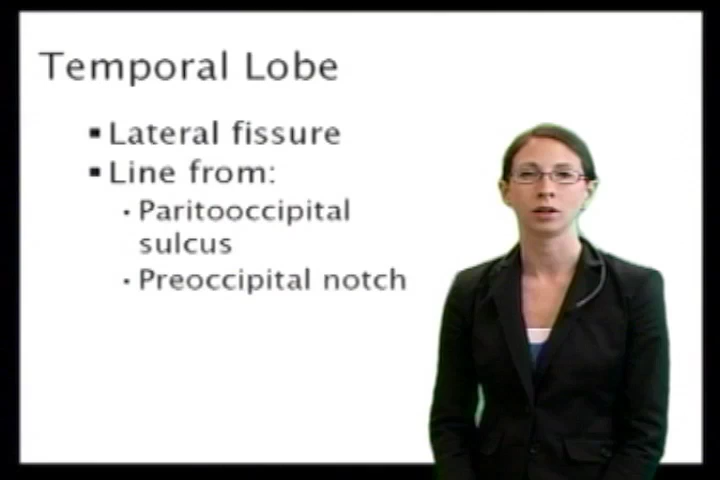 Temporal Lobe
▪ Lateral fissure
▪ Line from:
• Paritooccipital
sulcus
• Preoccipital notch